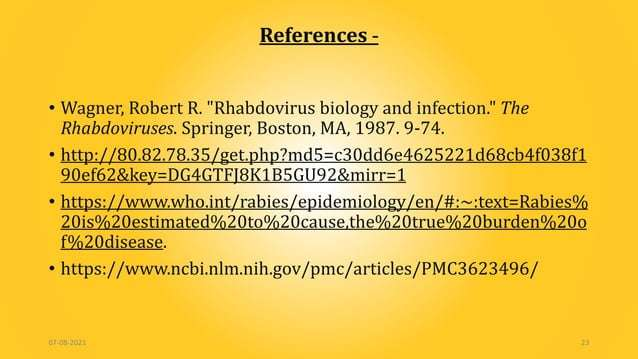 References -
• Wagner, Robert R. "Rhabdovirus biology and infection." The
Rhabdoviruses. Springer, Boston, MA, 1987. 9-74.
• http://80.82.78.35/get.php?md5=c30dd6e4625221d68cb4f038f1
90ef62&key=DG4GTFJ8K1B5GU92&mirr=1
• https://www.who.int/rabies/epidemiology/en/#:~:text=Rabies%
20is%20estimated%20to%20cause,the%20true%20burden%20o
f%20disease.
• https://www.ncbi.nlm.nih.gov/pmc/articles/PMC3623496/
07-08-2021
23